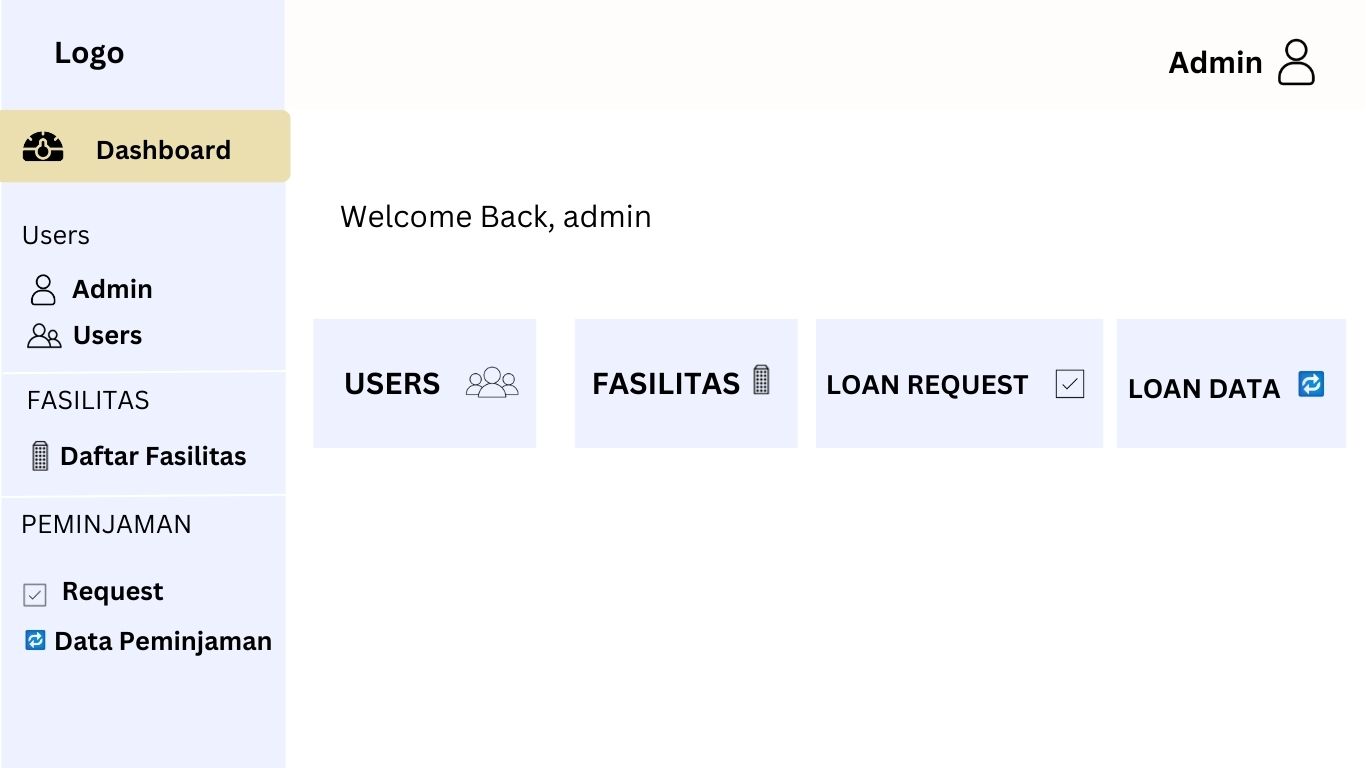 Logo
Admin
Dashboard
Welcome Back, admin
Users
Admin
Users
FASILITAS
Daftar Fasilitas
PEMINJAMAN
Request
Data Peminjaman
USERS
FASILITAS
LOAN REQUEST
LOAN DATA